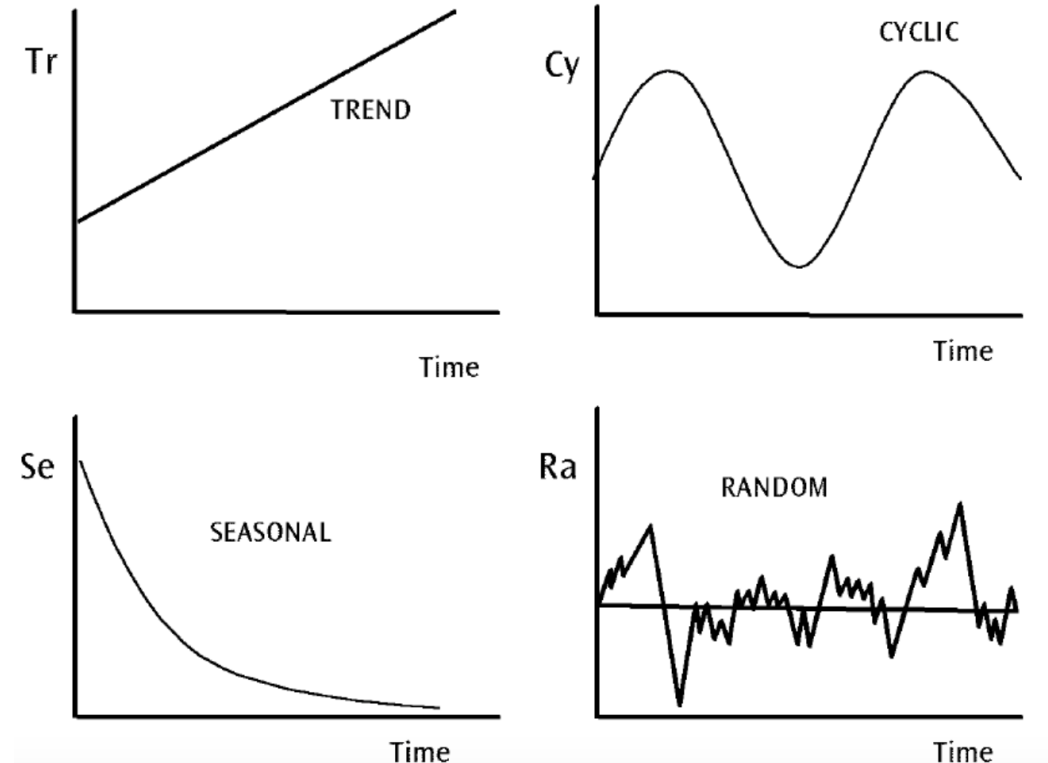 Tr
TREND
Time
CYCLIC
Cy
Time
Se
SEASONAL
Time
Ra
RANDOM
Time